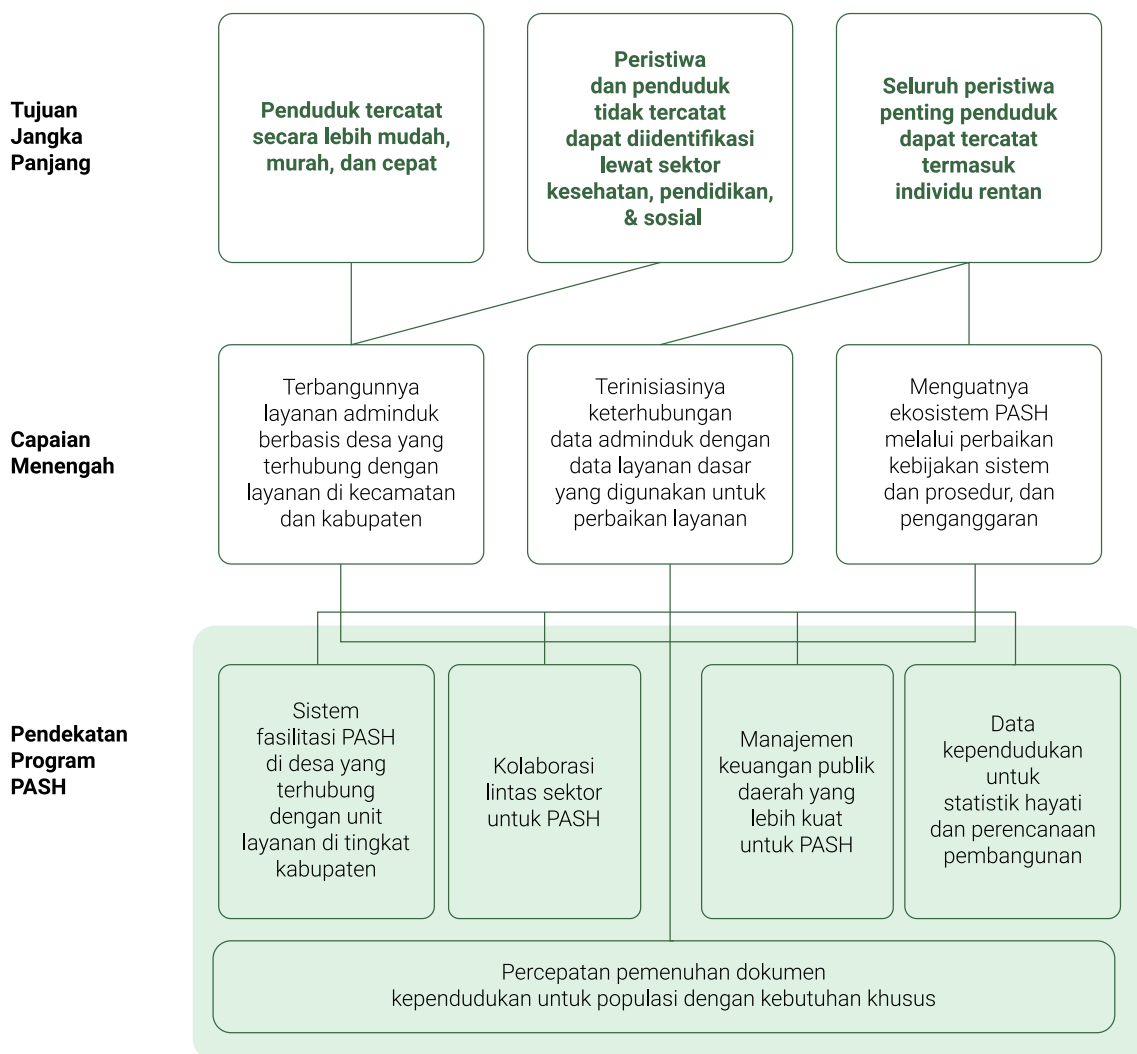 Tujuan
Jangka
Panjang
Penduduk tercatat
secara lebih mudah,
murah, dan cepat
Peristiwa
dan penduduk
tidak tercatat
dapat diidentifikasi
lewat sektor
kesehatan, pendidikan,
& sosial
Seluruh peristiwa
penting penduduk
dapat tercatat
termasuk
individu rentan
Capaian
Menengah
Terbangunnya
layanan adminduk
berbasis desa yang
terhubung dengan
layanan di kecamatan
dan kabupaten
Terinisiasinya
keterhubungan
data adminduk dengan
data layanan dasar
yang digunakan untuk
perbaikan layanan
Menguatnya
ekosistem PASH
melalui perbaikan
kebijakan sistem
dan prosedur, dan
penganggaran
Pendekatan
Program
PASH
Sistem
fasilitasi PASH
di desa yang
terhubung
dengan unit
layanan di tingkat
kabupaten
Kolaborasi
lintas sektor
untuk PASH
Manajemen
keuangan publik
daerah yang
lebih kuat
untuk PASH
Data
kependudukan
untuk
statistik hayati
dan perencanaan
pembangunan
Percepatan pemenuhan dokumen
kependudukan untuk populasi dengan kebutuhan khusus